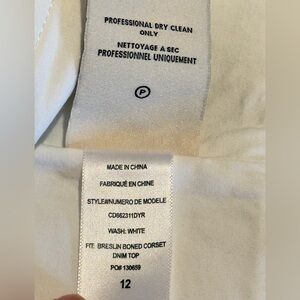 PROFESSIONAL DRY CLEAN
ONLY
NETTOYAGE A SEC
PROFESSIONNEL UNIQUEMENT
P
MADE IN CHINA
FABRIQUÉ EN CHINE
STYLE#/NUMERO DE MODELE
CD662311DYR
WASH: WHITE
FIT: BRESLIN BONED CORSET
DNIM TOP
PO# 130659
12